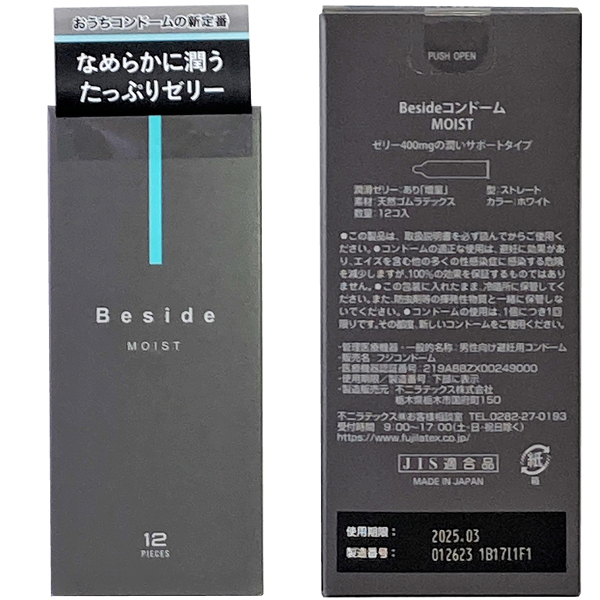 おうちコンドームの新定番
なめらかに潤う
たっぷりゼリー
Beside
MOIST
12
PIECES
PUSH OPEN
Besideコンドーム
MOIST
ゼリー400mgの潤いサポートタイプ
潤滑ゼリー:あり「増量」 型:ストレート
素材:天然ゴムラテックス カラー:ホワイト
数量:12コ入
●この製品は、取扱説明書を必ず読んでからご使用く
ださい。●コンドームの適正な使用は、避妊に効果があ
り、エイズを含む他の多くの性感染症に感染する危険
を減少しますが、100%の効果を保証するものではあり
ません。●この包装に入れたまま、冷暗所に保管してく
ださい。また、防虫剤等の揮発性物質と一緒に保管しな
いでください。●コンドームの使用は、1個につき1回
限りです。その都度、新しいコンドームをご使用ください。
・管理医療機器・一般的名称:男性向け避妊用コンドーム
・販売名:フジコンドーム
・医療機器認証番号:219ABBZX00249000
・使用期限/製造番号:下部に表示
・製造販売元:不二ラテックス株式会社
栃木県栃木市国府町150
不二ラテックス㈱お客様相談室 TEL.0282-27-0193
受付時間 9:00〜17:00(土・日・祝日除く)
https://www.fujilatex.co.jp/
JIS適合品
MADE IN JAPAN
紙
箱
使用期限: 2025.03
製造番号: 012623 1B17l1F1